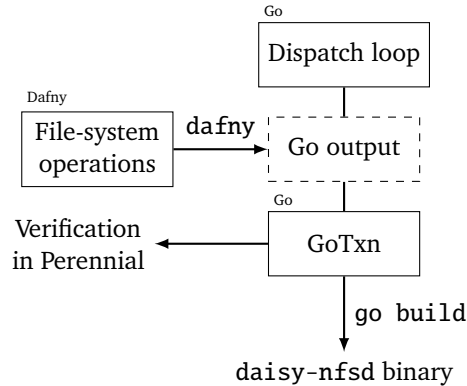 Go
Dispatch loop
Dafny
File-system
operations
dafny
Go output
Go
GoTxn
Verification
in Perennial
go build
daisy-nfsd binary